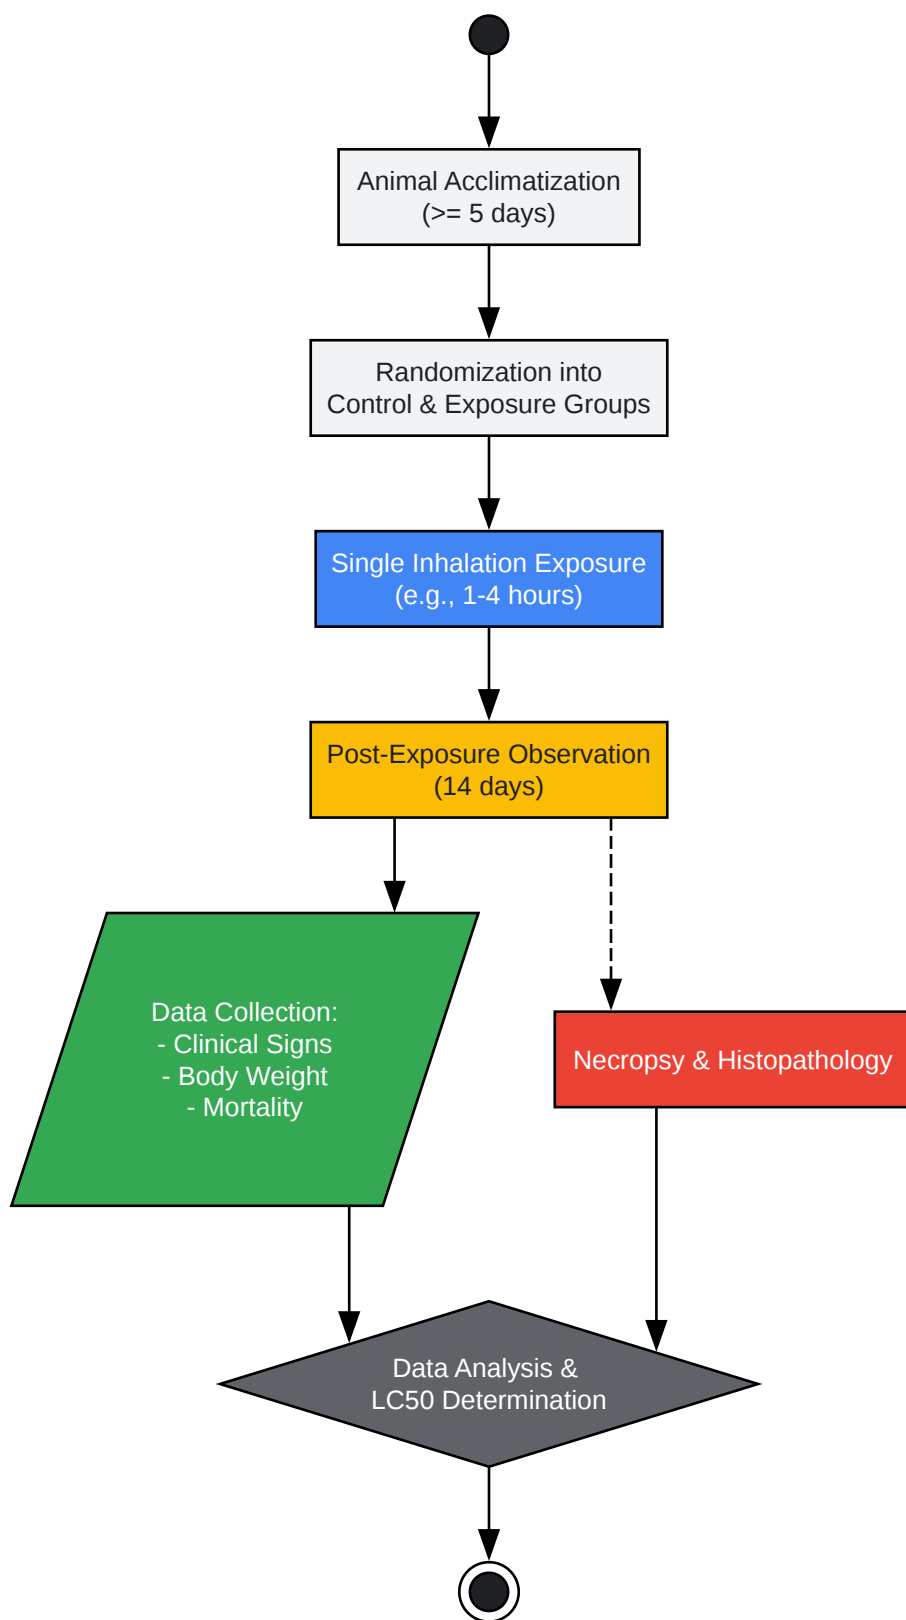 Animal Acclimatization
(>= 5 days)
Randomization into
Control & Exposure Groups
Single Inhalation Exposure
(e.g., 1-4 hours)
Post-Exposure Observation
(14 days)
Data Collection:
- Clinical Signs
- Body Weight
- Mortality
Necropsy & Histopathology
Data Analysis &
LC50 Determination